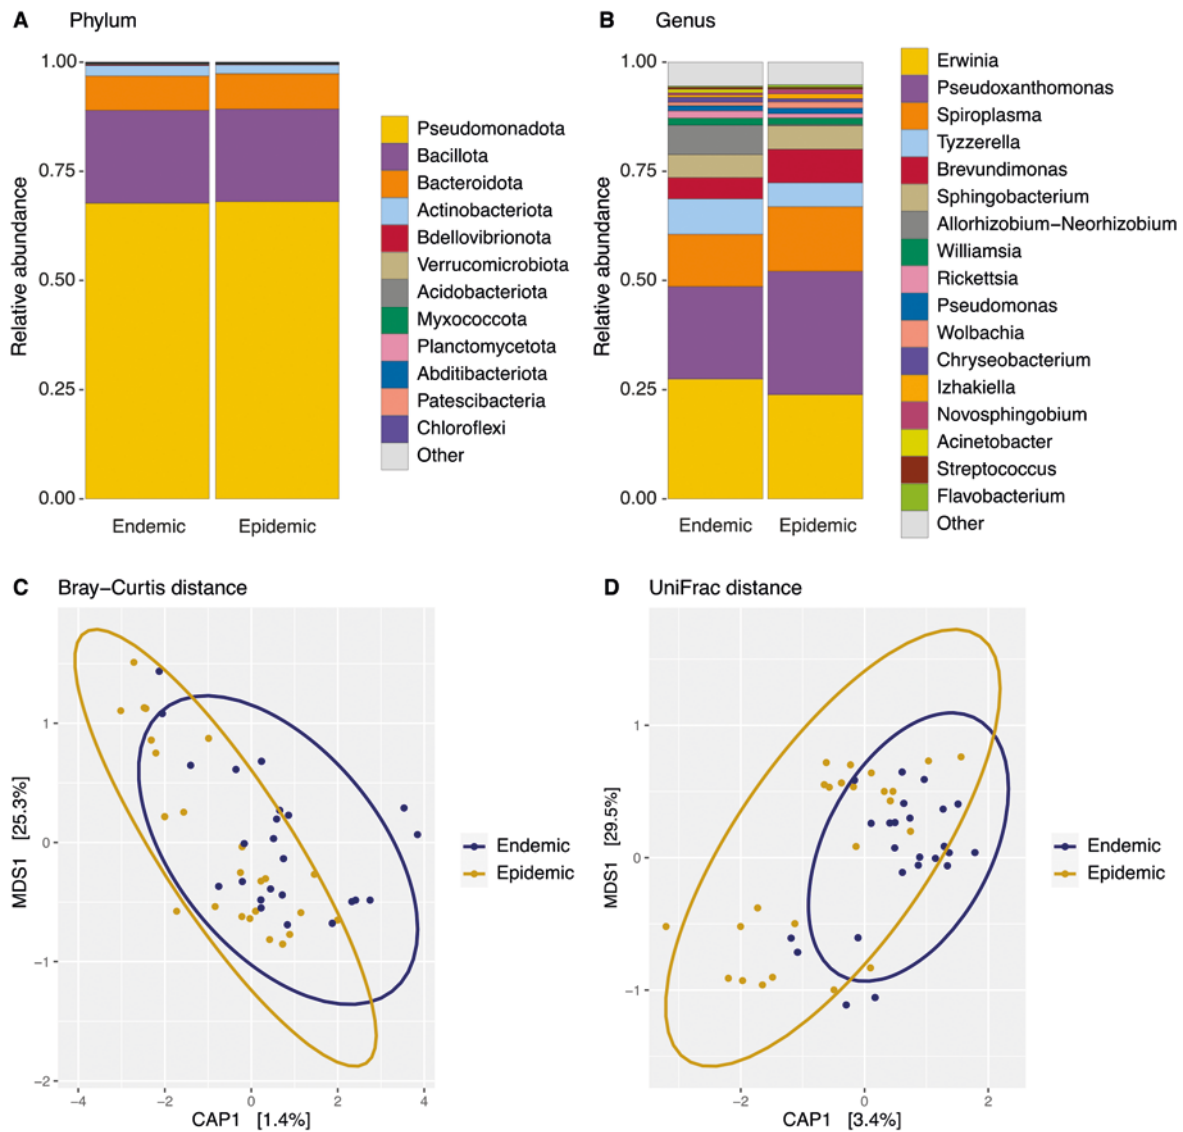 A Phylum
1.00
0.75
0.50
0.25
0.00
Relative abundance
Endemic Epidemic
Pseudomonadota
Bacillota
Bacteroidota
Actinobacteriota
Bdellovibrionota
Verrucomicrobiota
Acidobacteriota
Myxococcota
Planctomycetota
Abditibacteriota
Patescibacteria
Chloroflexi
Other
B Genus
1.00
0.75
0.50
0.25
0.00
Relative abundance
Endemic Epidemic
Erwinia
Pseudoxanthomonas
Spiroplasma
Tyzzerella
Brevundimonas
Sphingobacterium
Allorhizobium−Neorhizobium
Williamsia
Rickettsia
Pseudomonas
Wolbachia
Chryseobacterium
Izhakiella
Novosphingobium
Acinetobacter
Streptococcus
Flavobacterium
Other
C Bray−Curtis distance
1
0
−1
−2
MDS1 [25.3%]
−4 −2 0 2 4
CAP1 [1.4%]
Endemic
Epidemic
D UniFrac distance
1
0
−1
MDS1 [29.5%]
−2 0 2
CAP1 [3.4%]
Endemic
Epidemic